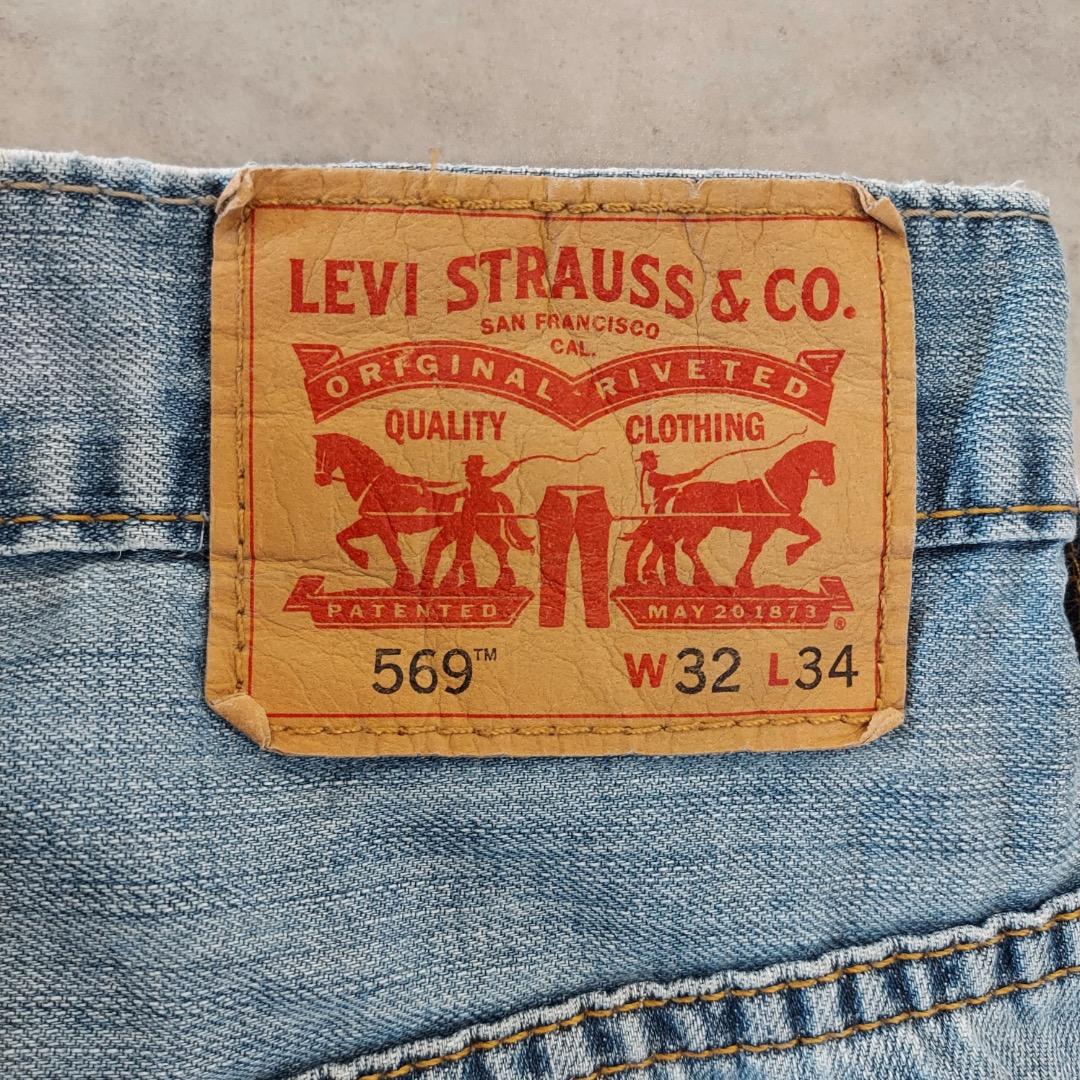 LEVI STRAUSS & CO.
SAN FRANCISCO
CAL.
ORIGINAL RIVETED
QUALITY CLOTHING
PATENTED MAY 20 1873 ®
569™ W32 L34